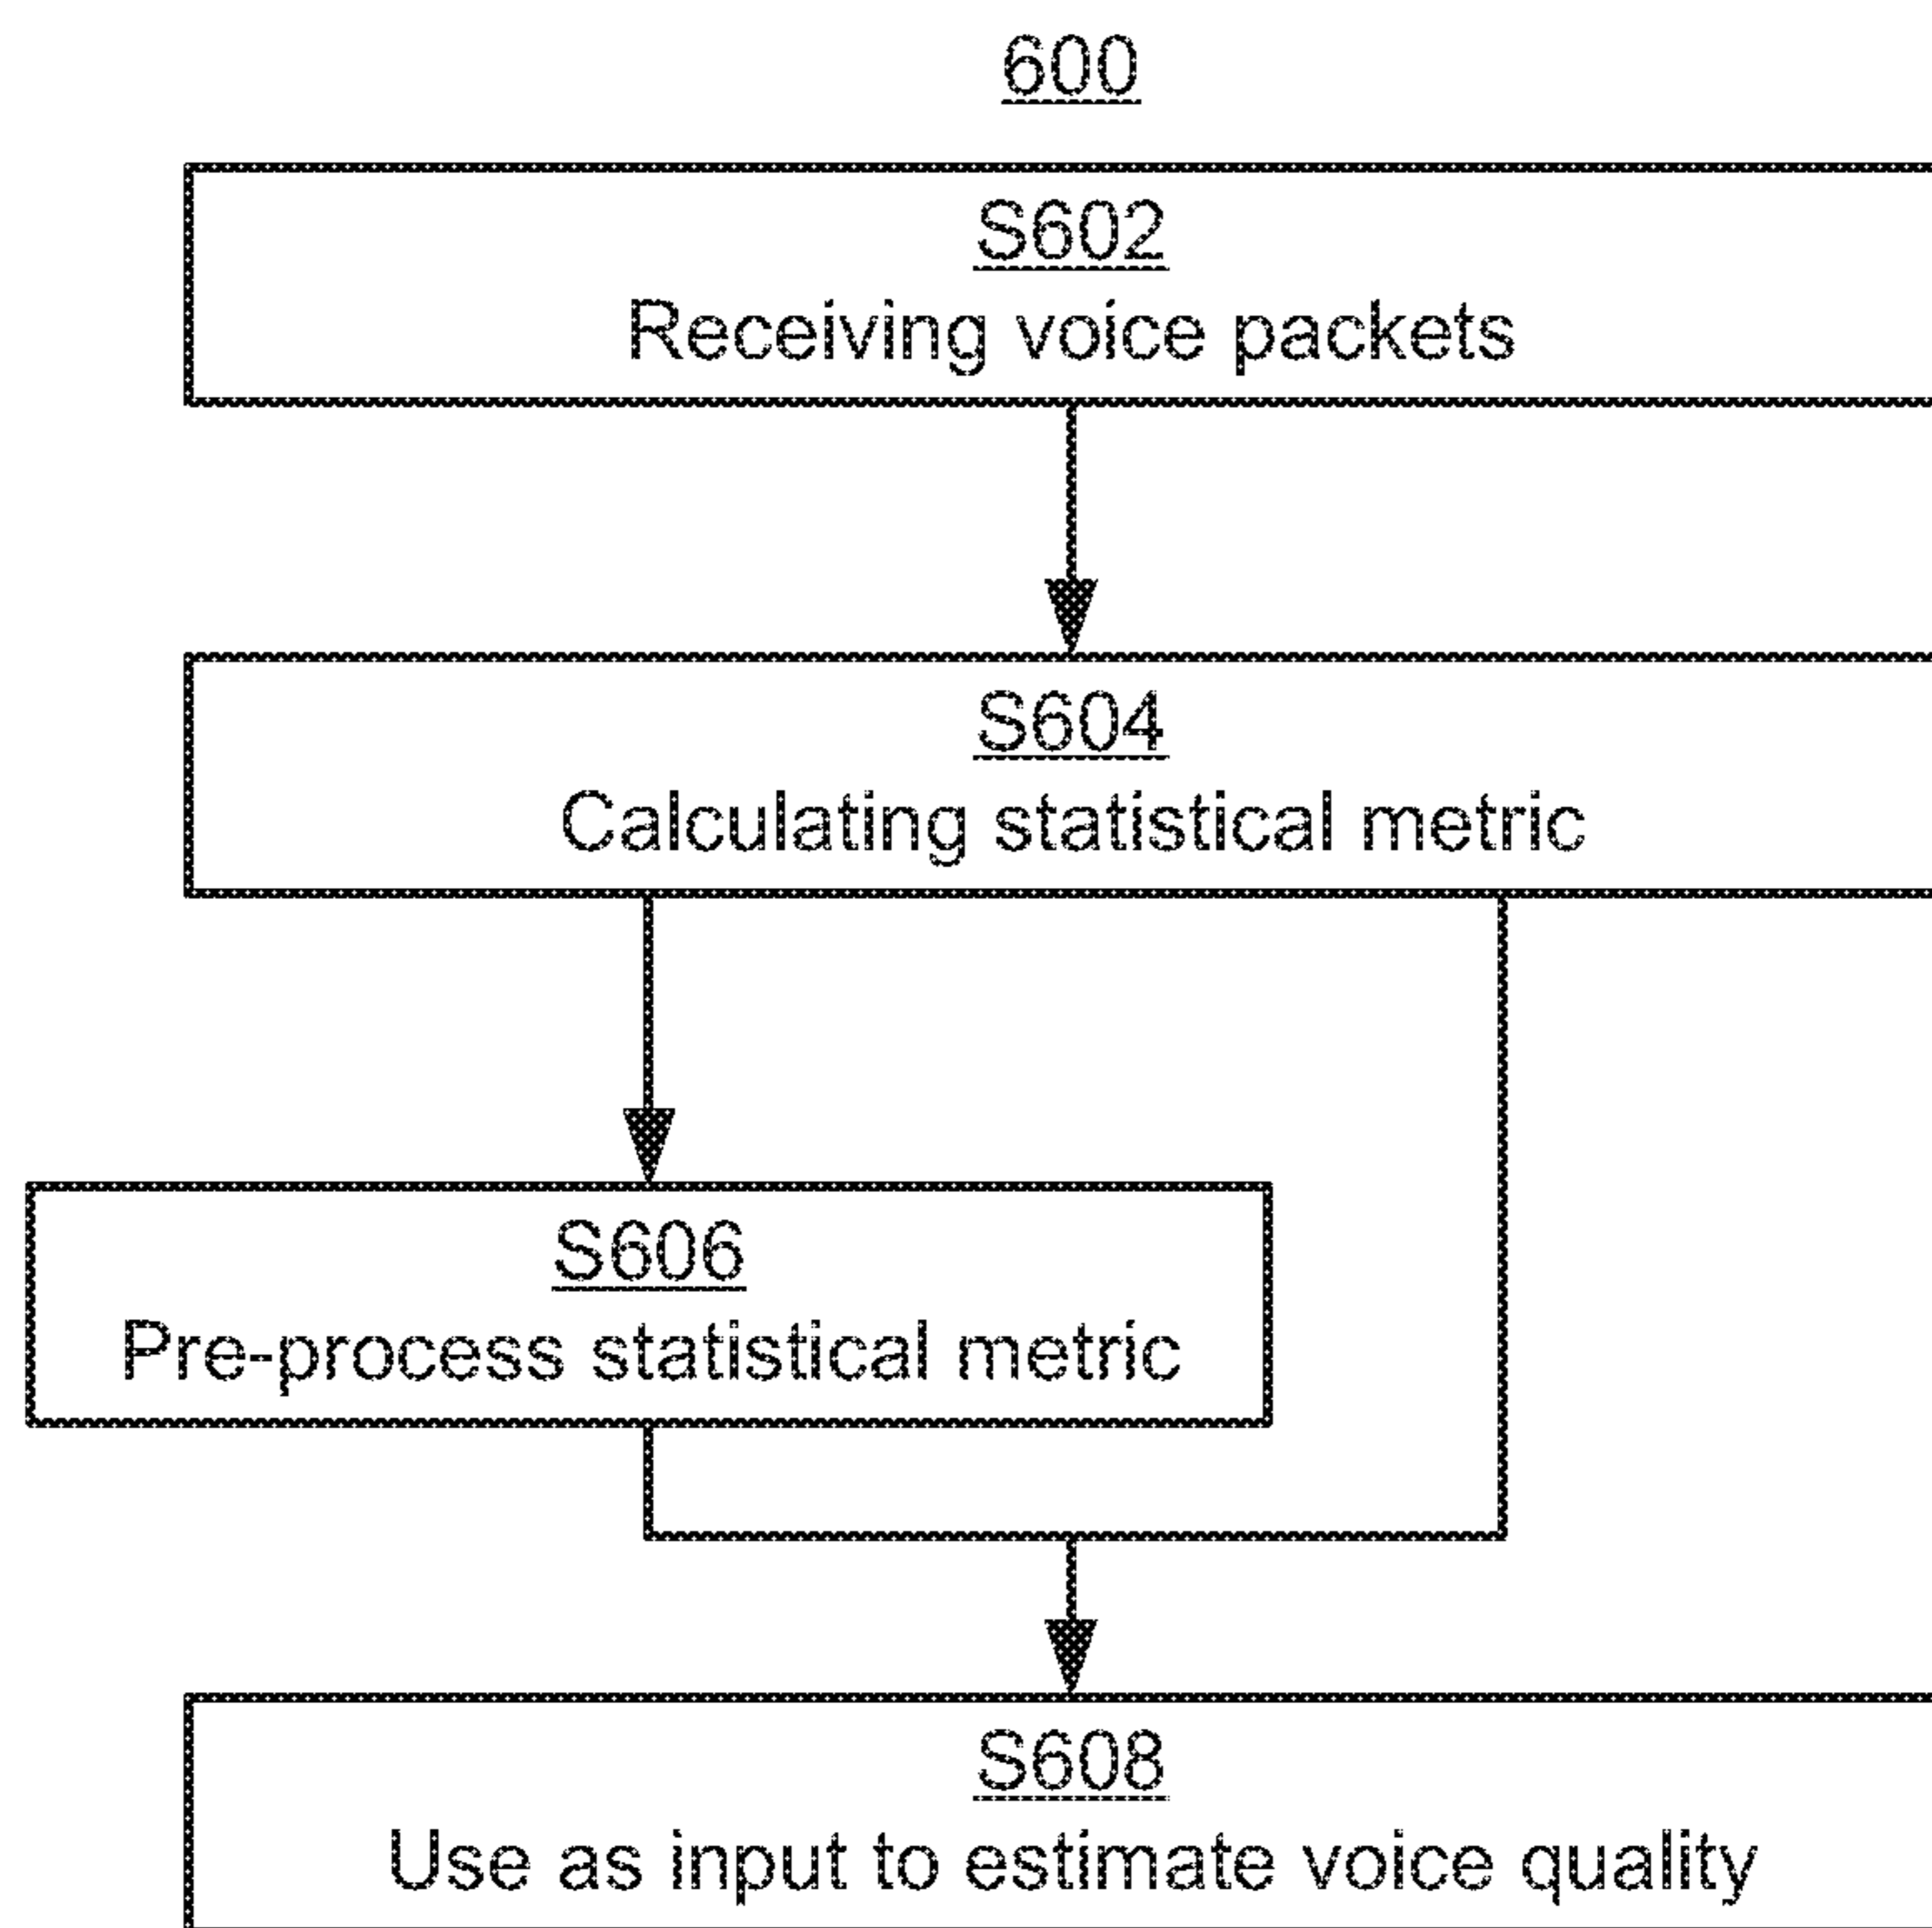 600
S602
Receiving voice packets
S604
Calculating statistical metric
S606
Pre-process statistical metric
S608
Use as input to estimate voice quality